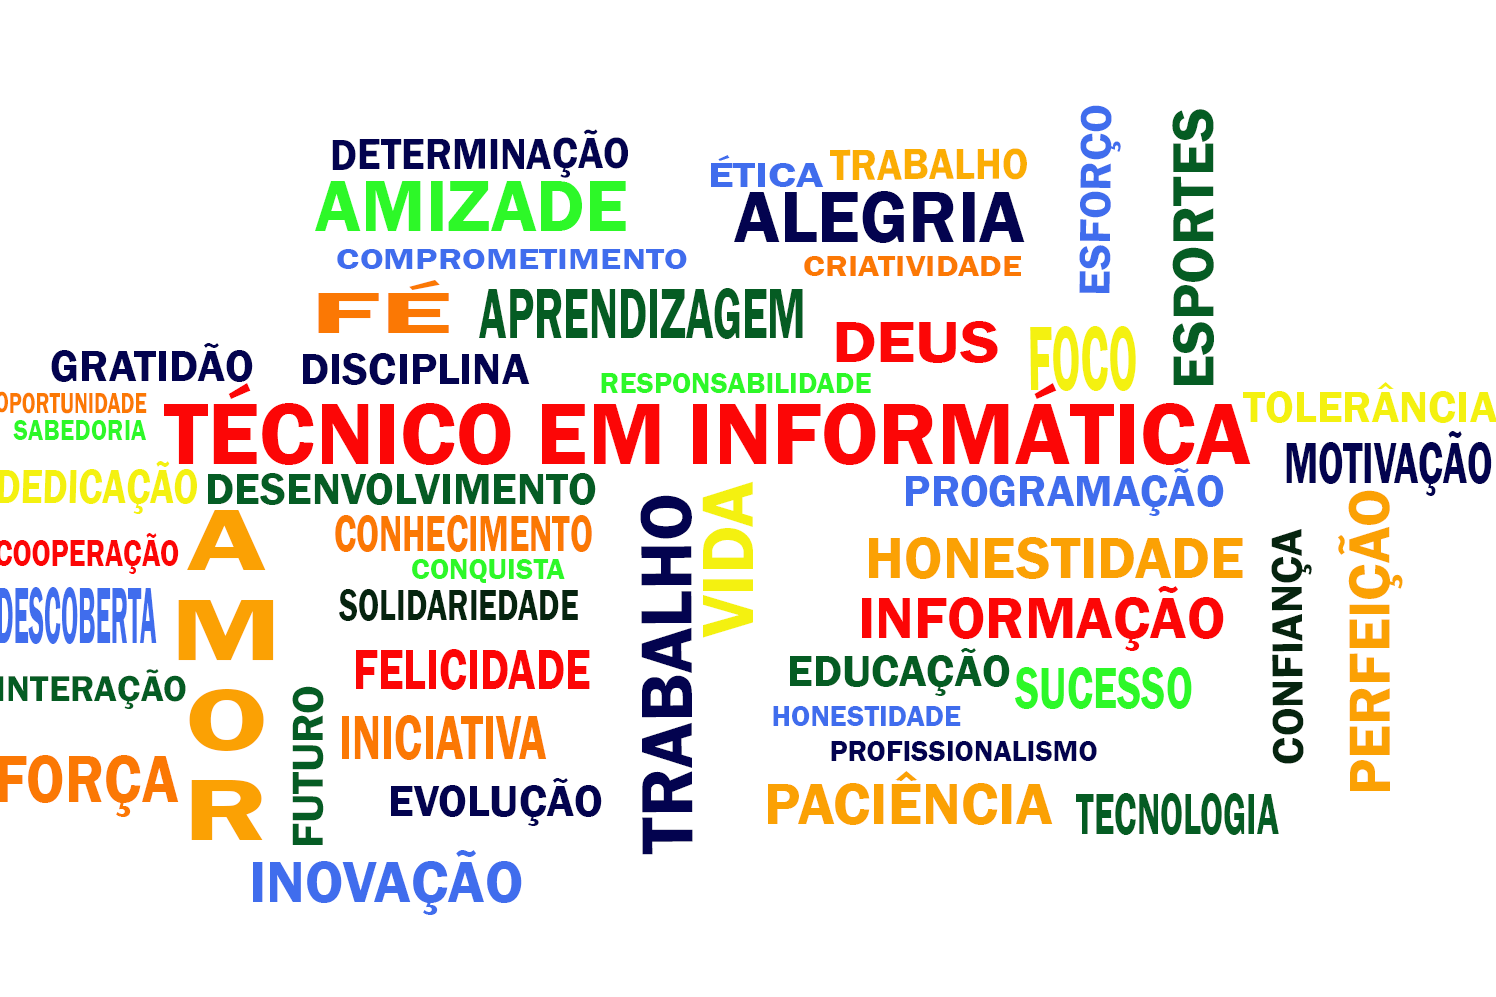 DETERMINAÇÃO
AMIZADE
COMPROMETIMENTO
ÉTICA
TRABALHO
ALEGRIA
CRIATIVIDADE
ESFORÇO
ESPORTES
FÉ
APRENDIZAGEM
DEUS
FOCO
GRATIDÃO
DISCIPLINA
RESPONSABILIDADE
OPORTUNIDADE
SABEDORIA
TÉCNICO EM INFORMÁTICA
TOLERÂNCIA
MOTIVAÇÃO
DEDICAÇÃO
DESENVOLVIMENTO
PROGRAMAÇÃO
AMOR
CONHECIMENTO
TRABALHO
VIDA
COOPERAÇÃO
CONQUISTA
HONESTIDADE
CONFIANÇA
PERFEIÇÃO
DESCOBERTA
SOLIDARIEDADE
INFORMAÇÃO
FELICIDADE
EDUCAÇÃO
SUCESSO
INTERAÇÃO
FUTURO
INICIATIVA
HONESTIDADE
PROFISSIONALISMO
FORÇA
EVOLUÇÃO
PACIÊNCIA
TECNOLOGIA
INOVAÇÃO